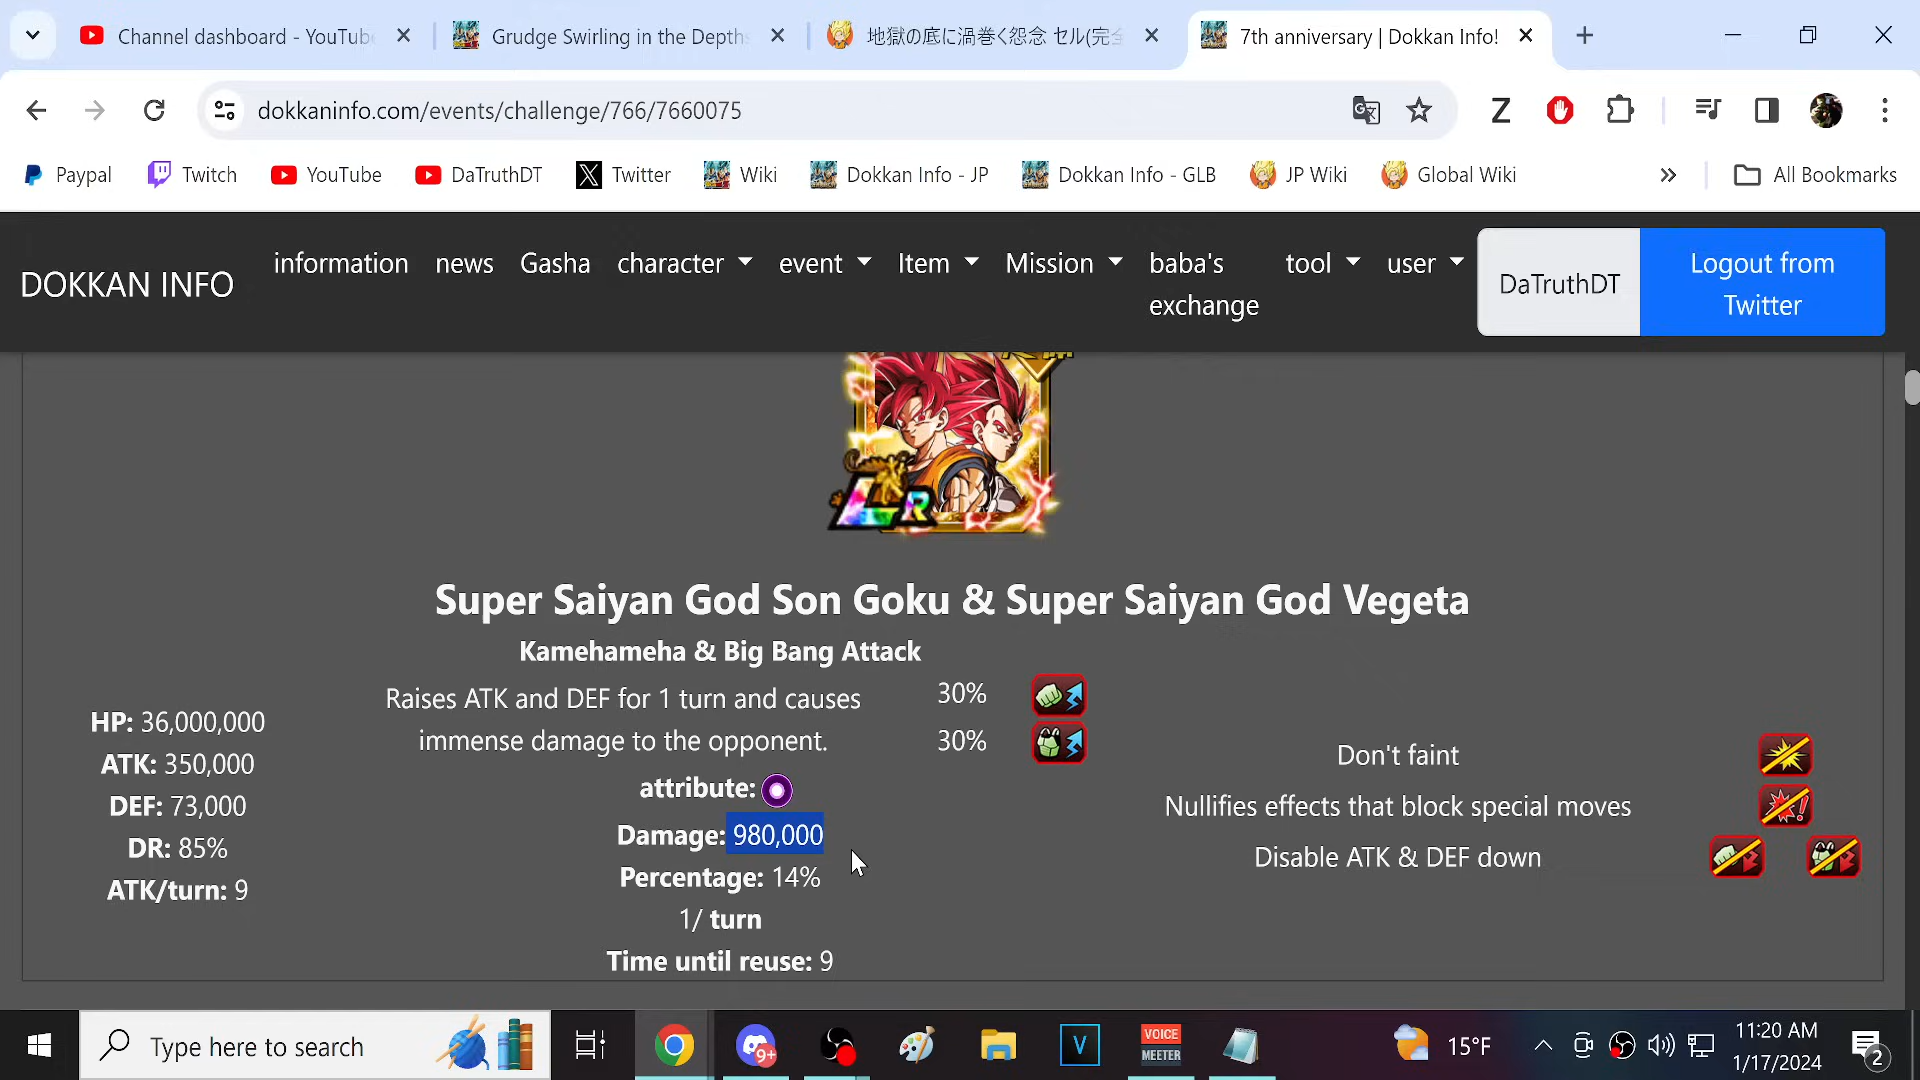 Channel dashboard - YouTube
Grudge Swirling in the Depths
地獄の底に渦巻く怨念 セル(完全
7th anniversary | Dokkan Info!
dokkaninfo.com/events/challenge/766/7660075
Paypal
Twitch
YouTube
DaTruthDT
Twitter
Wiki
Dokkan Info - JP
Dokkan Info - GLB
JP Wiki
Global Wiki
All Bookmarks
DOKKAN INFO
information
news
Gasha
character
event
Item
Mission
baba's
exchange
tool
user
DaTruthDT
Logout from
Twitter
LR
Super Saiyan God Son Goku & Super Saiyan God Vegeta
HP: 36,000,000
ATK: 350,000
DEF: 73,000
DR: 85%
ATK/turn: 9
Kamehameha & Big Bang Attack
Raises ATK and DEF for 1 turn and causes
immense damage to the opponent.
attribute:
Damage: 980,000
Percentage: 14%
1/ turn
Time until reuse: 9
30%
30%
Don't faint
Nullifies effects that block special moves
Disable ATK & DEF down
Type here to search
9+
V
VOICE
MEETER
15°F
11:20 AM
1/17/2024
2